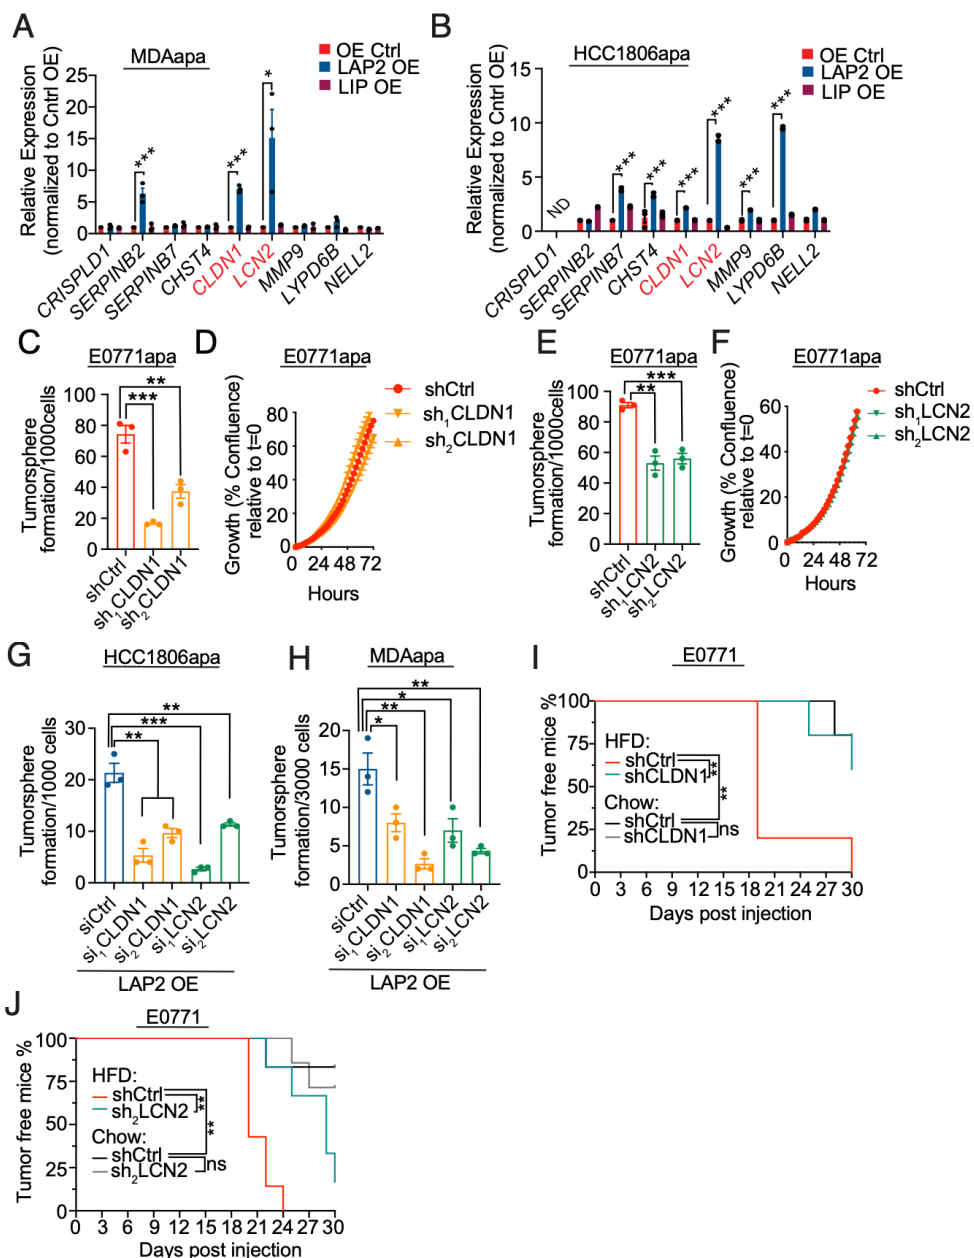 A
MDAapa
OE Ctrl
LAP2 OE
LIP OE
Relative Expression
(normalized to Cntrl OE)
25
20
15
10
5
0
***
***
*
CRISPLD1
SERPINB2
SERPINB7
CHST4
CLDN1
LCN2
MMP9
LYPD6B
NELL2
B
HCC1806apa
OE Ctrl
LAP2 OE
LIP OE
Relative Expression
(normalized to Cntrl OE)
15
10
5
0
ND
***
***
***
***
***
***
CRISPLD1
SERPINB2
SERPINB7
CHST4
CLDN1
LCN2
MMP9
LYPD6B
NELL2
C
E0771apa
Tumorsphere
formation/1000cells
100
80
60
40
20
0
**
***
shCtrl
sh1CLDN1
sh2CLDN1
D
E0771apa
shCtrl
sh1CLDN1
sh2CLDN1
Growth (% Confluence)
relative to t=0
80
60
40
20
0
0 24 48 72
Hours
E
E0771apa
Tumorsphere
formation/1000cells
100
80
60
40
20
0
***
**
shCtrl
sh1LCN2
sh2LCN2
F
E0771apa
shCtrl
sh1LCN2
sh2LCN2
Growth (% Confluence)
relative to t=0
60
40
20
0
0 24 48 72
Hours
G
HCC1806apa
Tumorsphere
formation/1000 cells
30
20
10
0
**
***
**
siCtrl
si1CLDN1
si2CLDN1
si1LCN2
si2LCN2
LAP2 OE
H
MDAapa
Tumorsphere
formation/3000 cells
20
15
10
5
0
**
*
**
*
siCtrl
si1CLDN1
si2CLDN1
si1LCN2
si2LCN2
LAP2 OE
I
E0771
Tumor free mice %
100
75
50
25
0
HFD:
shCtrl
shCLDN1
**
**
Chow:
shCtrl
shCLDN1
ns
0 3 6 9 12 15 18 21 24 27 30
Days post injection
J
E0771
Tumor free mice %
100
75
50
25
0
HFD:
shCtrl
sh2LCN2
**
**
Chow:
shCtrl
sh2LCN2
ns
0 3 6 9 12 15 18 21 24 27 30
Days post injection